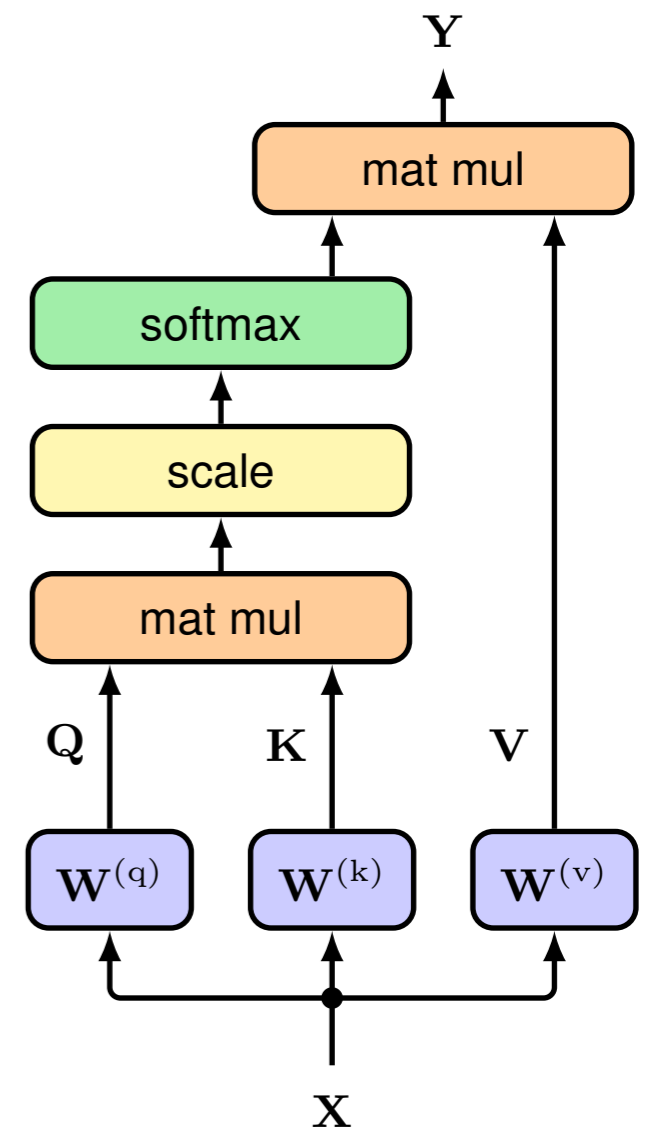 Y
mat mul
softmax
scale
mat mul
Q K V
W^(q) W^(k) W^(v)
X